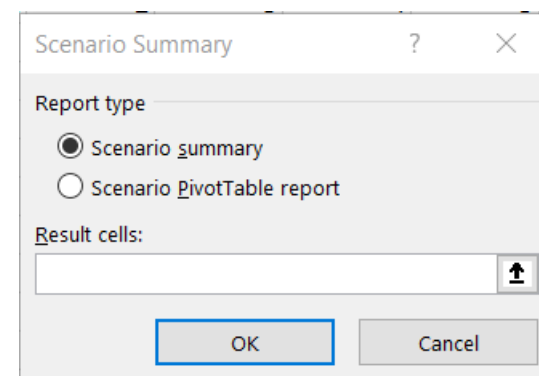 Scenario Summary ? ×
Report type
Scenario summary
Scenario PivotTable report
Result cells:
OK Cancel